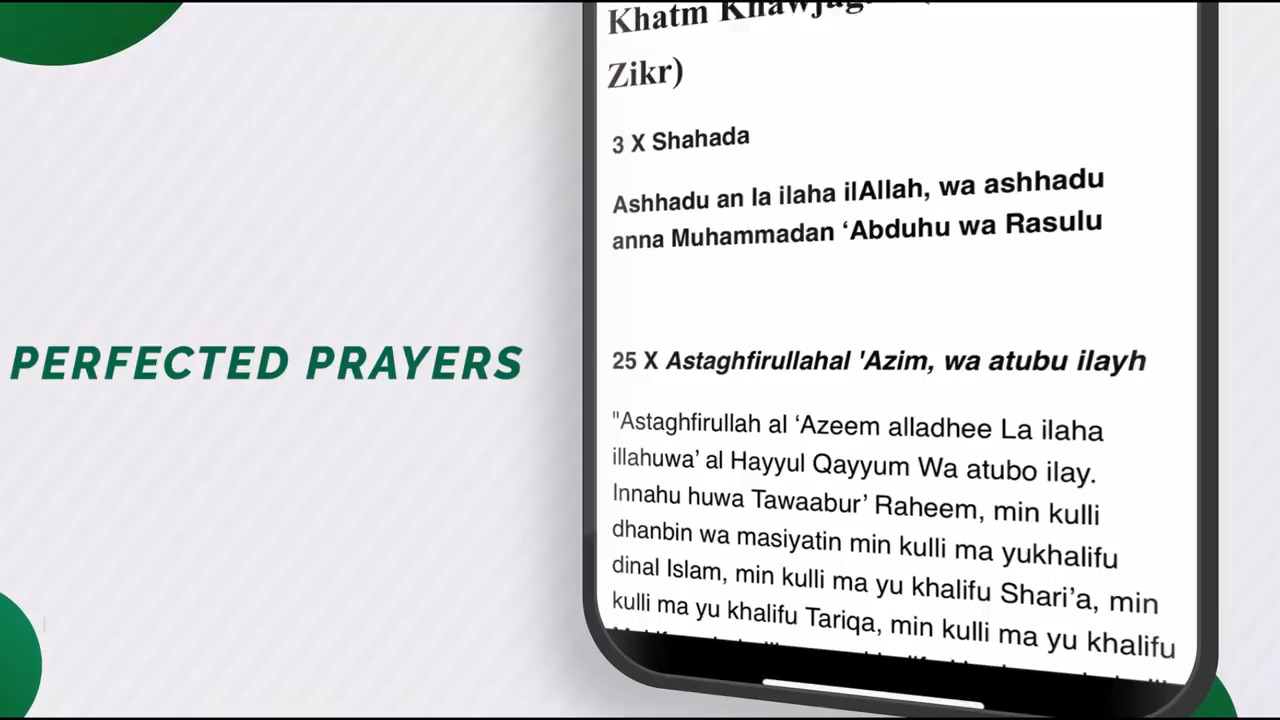 PERFECTED PRAYERS
Khatm
Zikr)
3 X Shahada
Ashhadu an la ilaha ilAllah, wa ashhadu
anna Muhammadan ‘Abduhu wa Rasulu
25 X Astaghfirullahal 'Azim, wa atubu ilayh
"Astaghfirullah al ‘Azeem alladhee La ilaha
illahuwa’ al Hayyul Qayyum Wa atubo ilay.
Innahu huwa Tawaabur’ Raheem, min kulli
dhanbin wa masiyatin min kulli ma yukhalifu
dinal Islam, min kulli ma yu khalifu Shari’a, min
kulli ma yu khalifu Tariqa, min kulli ma yu khalifu